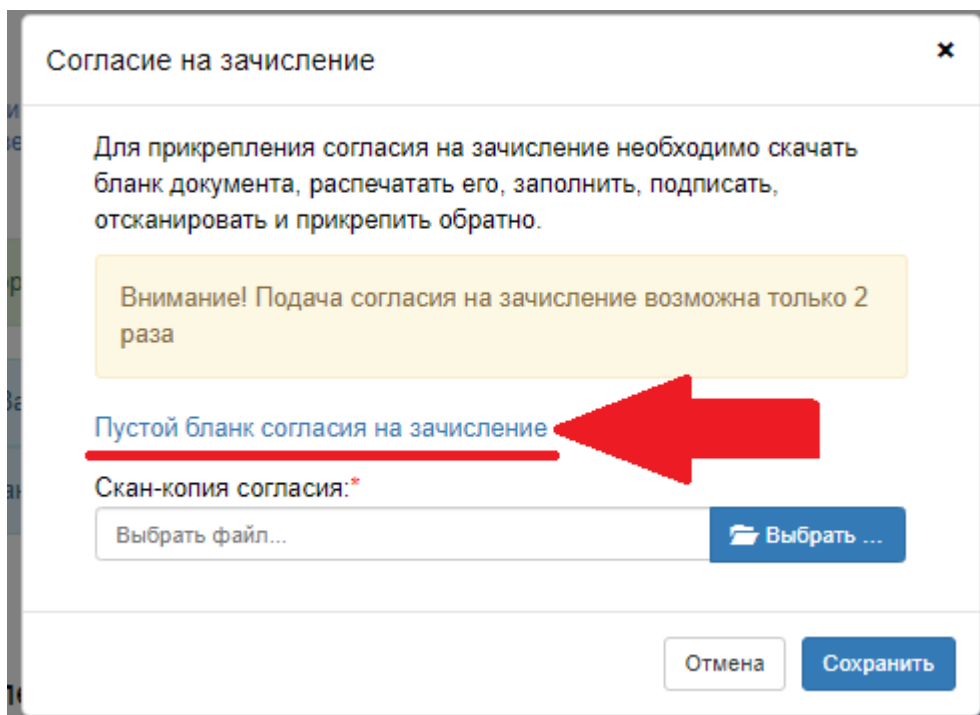 Согласие на зачисление
Для прикрепления согласия на зачисление необходимо скачать
бланк документа, распечатать его, заполнить, подписать,
отсканировать и прикрепить обратно.
Внимание! Подача согласия на зачисление возможна только 2
раза
Пустой бланк согласия на зачисление
Скан-копия согласия:*
Выбрать файл...
Выбрать ...
Отмена
Сохранить